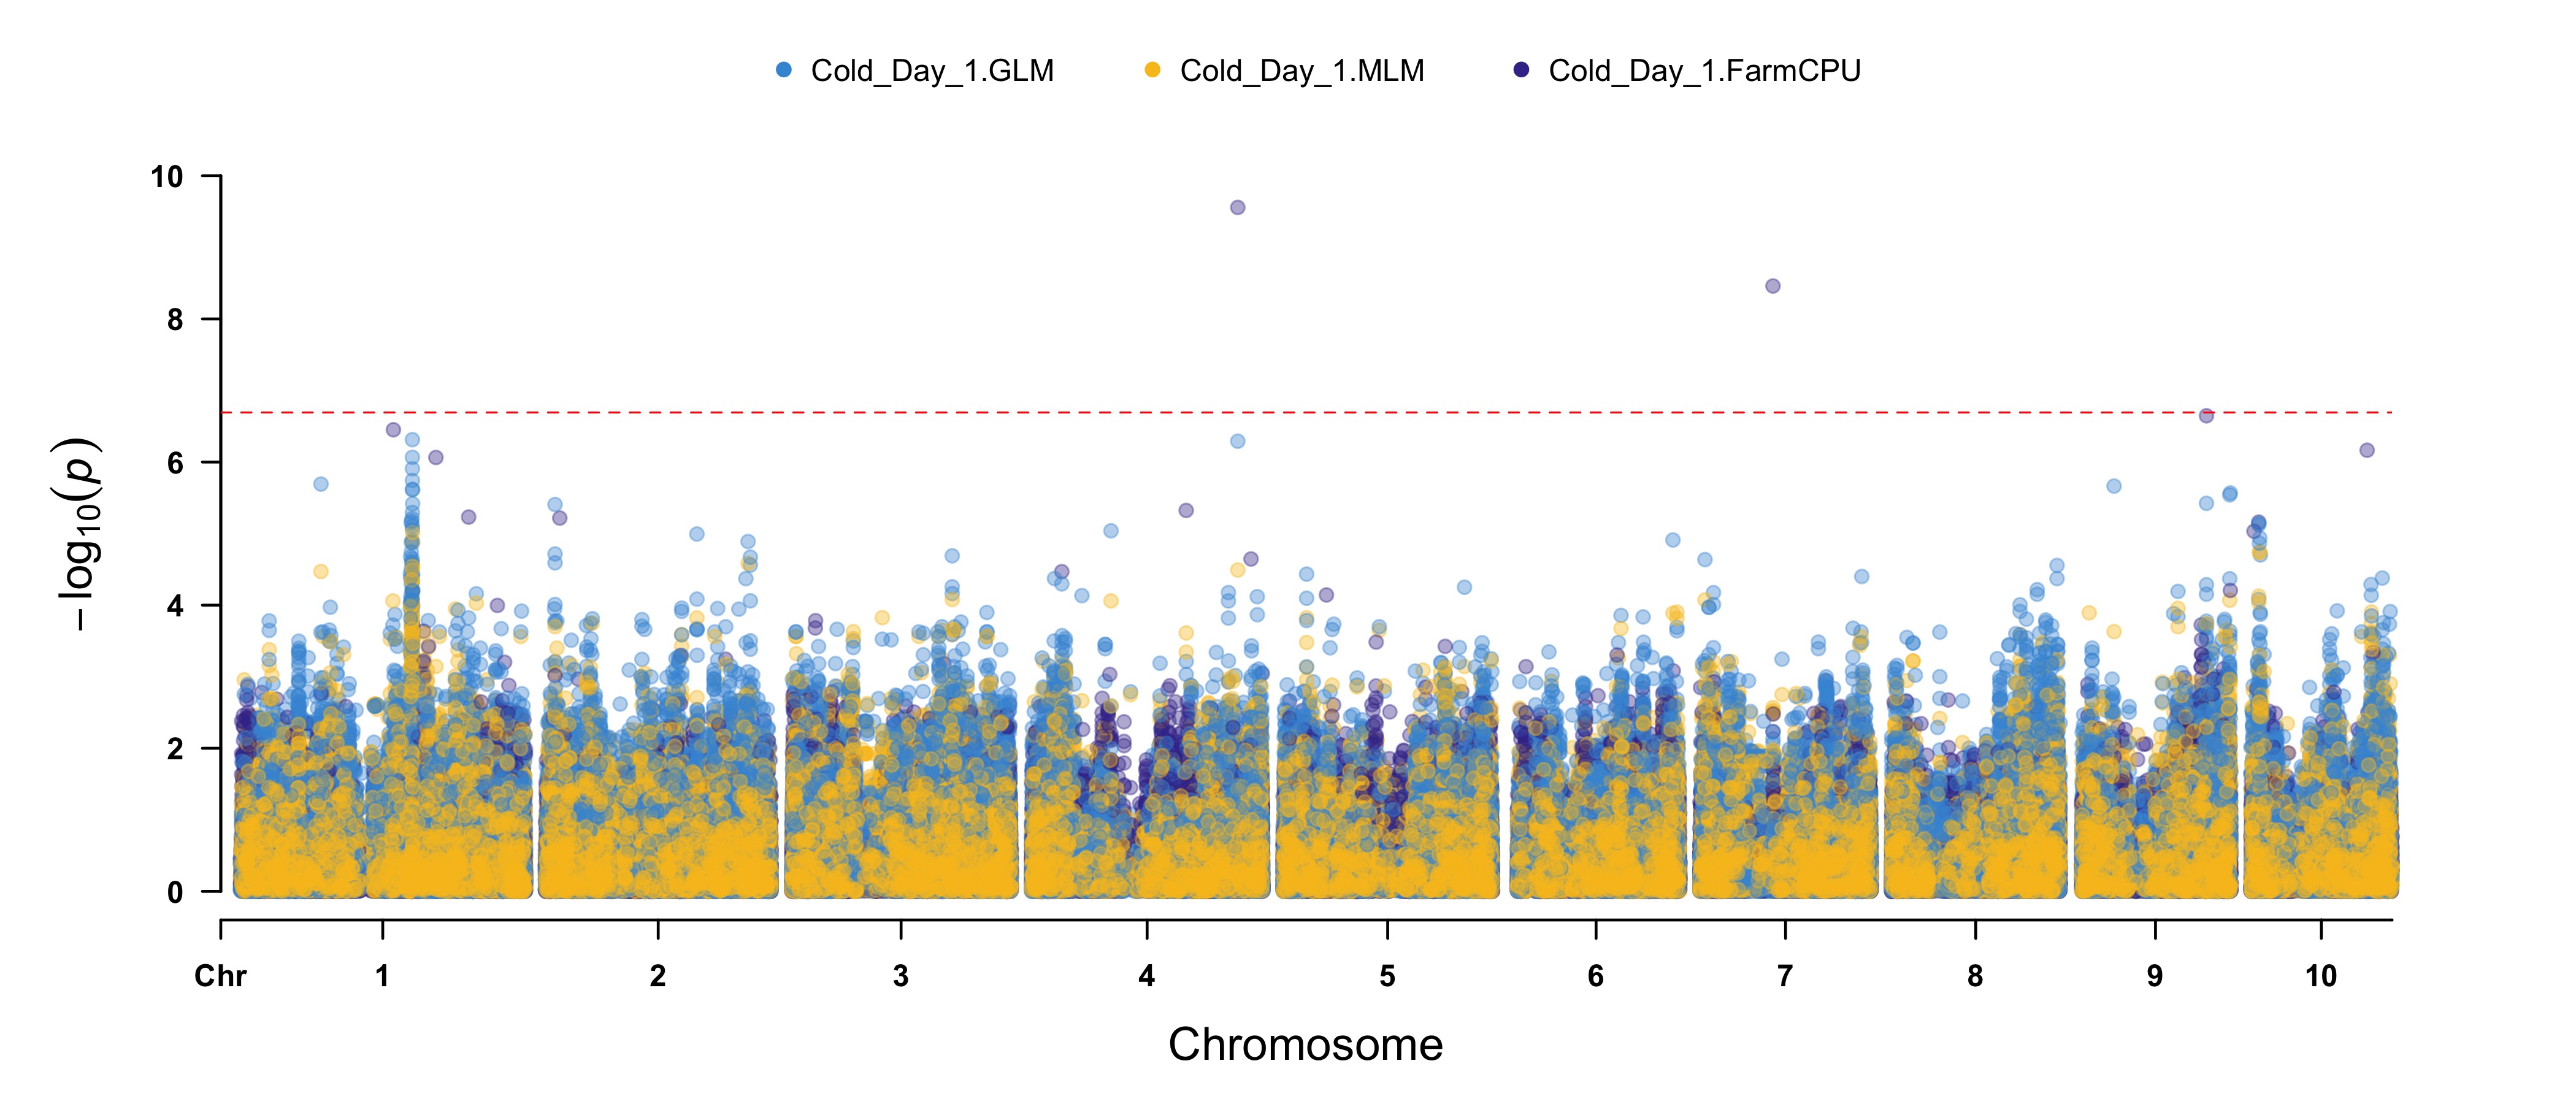 Cold_Day_1.GLM Cold_Day_1.MLM Cold_Day_1.FarmCPU
10
8
6
4
2
0
−log10(p)
Chr 1 2 3 4 5 6 7 8 9 10
Chromosome